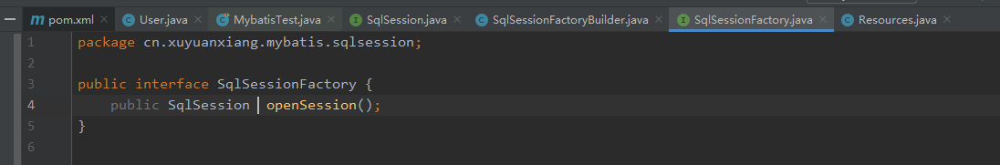 m pom.xml × C User.java × C MybatisTest.java × I SqlSession.java × C SqlSessionFactoryBuilder.java × I SqlSessionFactory.java × C Resources.java ×
1 package cn.xuyuanxiang.mybatis.sqlsession;
2
3 public interface SqlSessionFactory {
4 public SqlSession openSession();
5 }
6